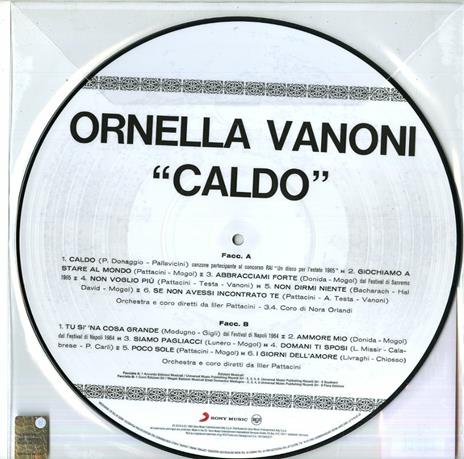 ORNELLA VANONI
“CALDO”
Facc. A
1. CALDO (P. Donaggio - Pallavicini) canzone partecipante al concorso RAI "Un disco per l'estate 1965" 2. GIOCHIAMO A
STARE AL MONDO (Pattacini - Mogol) 3. ABBRACCIAMI FORTE (Donida - Mogol) dal Festival di Sanremo
1965 4. NON VOGLIO PIÙ (Pattacini - Testa - Vanoni) 5. NON DIRMI NIENTE (Bacharach - Hal
David - Mogol) 6. SE NON AVESSI INCONTRATO TE (Pattacini - A. Testa - Vanoni)
Orchestra e coro diretti da Iller Pattacini - 3.4. Coro di Nora Orlandi
Facc. B
1. TU SI' 'NA COSA GRANDE (Modugno - Gigli) dal Festival di Napoli 1964 2. AMMORE MIO (Donida - Mogol)
dal Festival di Napoli 1964 3. SIAMO PAGLIACCI (Lunero - Mogol) 4. DOMANI TI SPOSI (L. Missir - Cala-
brese - P. Carli) 5. POCO SOLE (Pattacini - Mogol) 6. I GIORNI DELL'AMORE (Livraghi - Chiosso)
Orchestra e coro diretti da Iller Pattacini
SONY MUSIC
RCA